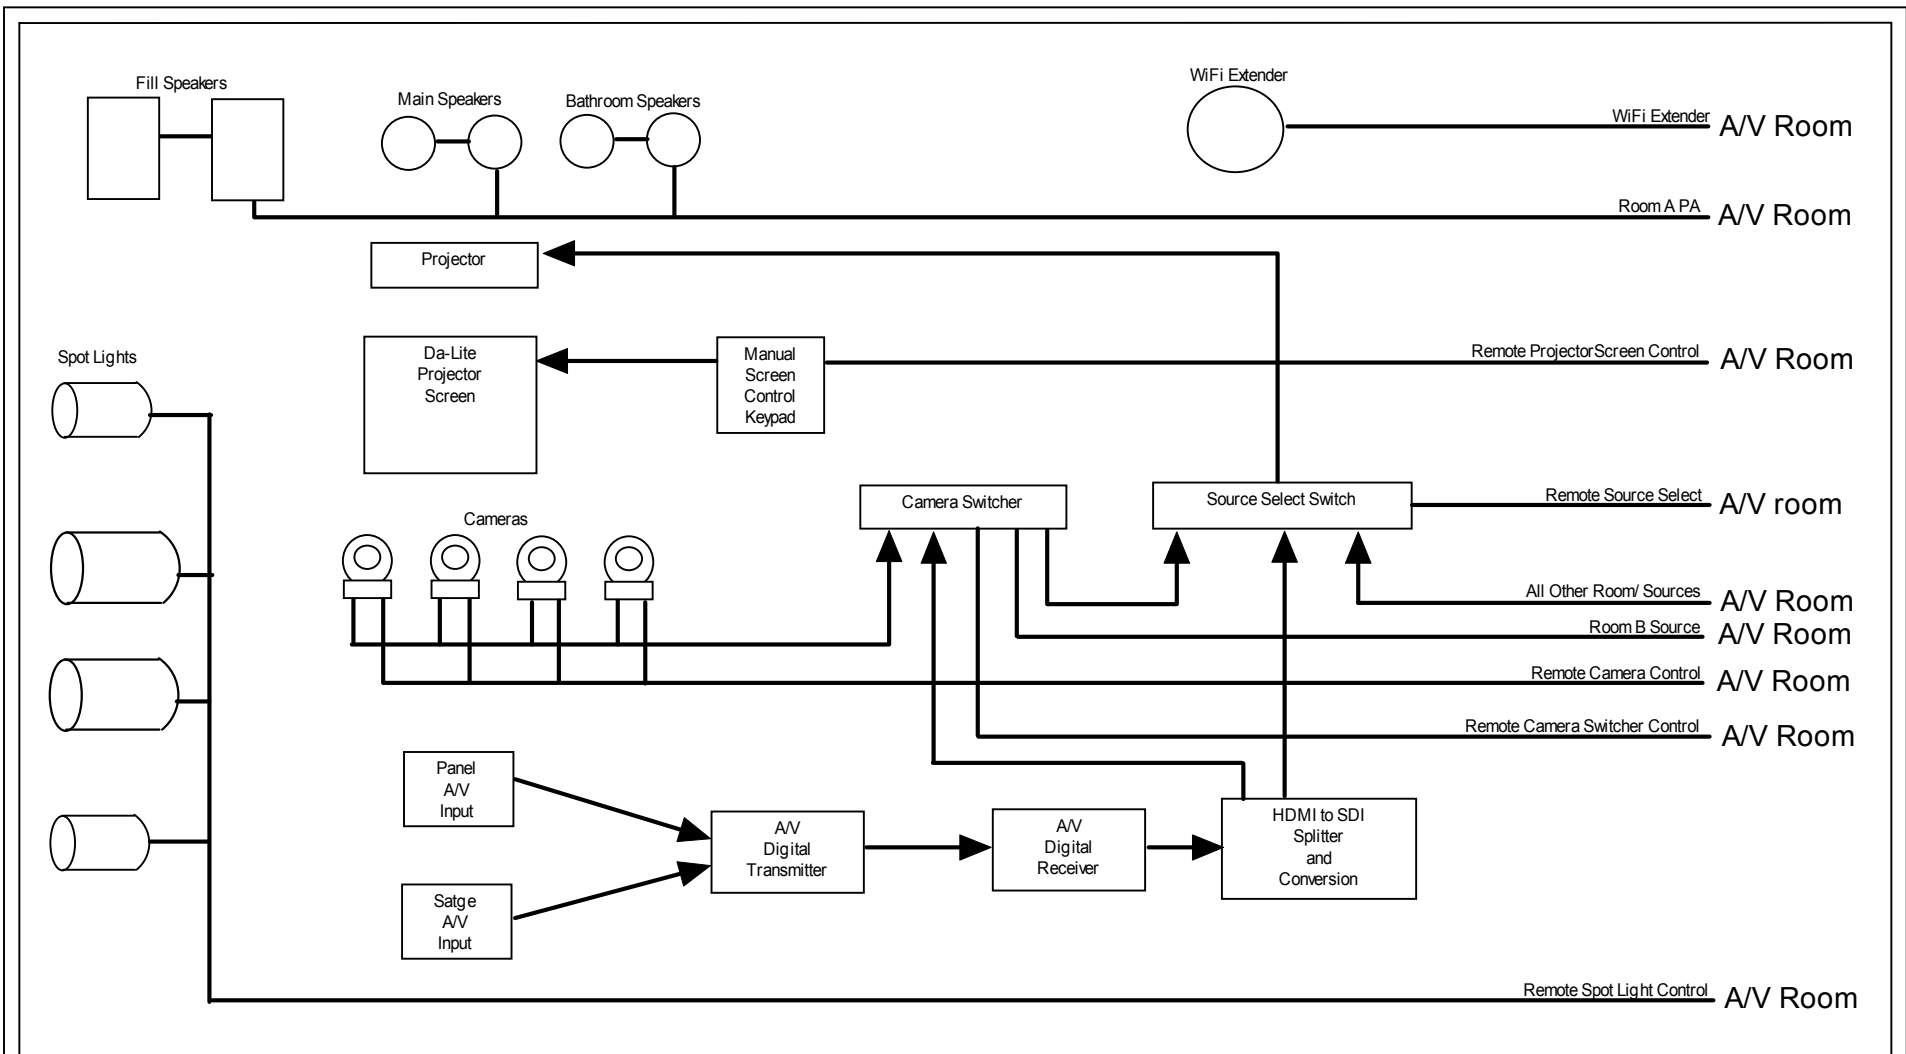 WiFi Extender
Fill Speakers
Main Speakers
Bathroom Speakers
WiFi Extender
A/V Room
Room A PA
A/V Room
Projector
Spot Lights
Da-Lite
Projector
Screen
Manual
Screen
Control
Keypad
Remote ProjectorScreen Control
A/V Room
Camera Switcher
Source Select Switch
Remote Source Select
A/V room
Cameras
All Other Room/ Sources
A/V Room
Room B Source
A/V Room
Remote Camera Control
A/V Room
Remote Camera Switcher Control
A/V Room
Panel
A/V
Input
A/V
Digital
Transmitter
A/V
Digital
Receiver
HDMI to SDI
Splitter
and
Conversion
Satge
A/V
Input
Remote Spot Light Control
A/V Room